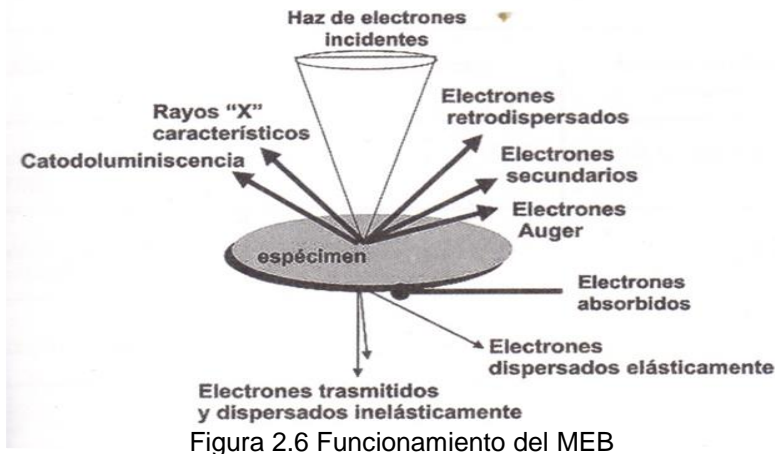 Haz de electrones
incidentes
Rayos “X”
característicos
Catodoluminiscencia
Electrones
retrodispersados
Electrones
secundarios
Electrones
Auger
espécimen
Electrones
absorbidos
Electrones
dispersados elásticamente
Electrones trasmitidos
y dispersados inelásticamente
Figura 2.6 Funcionamiento del MEB